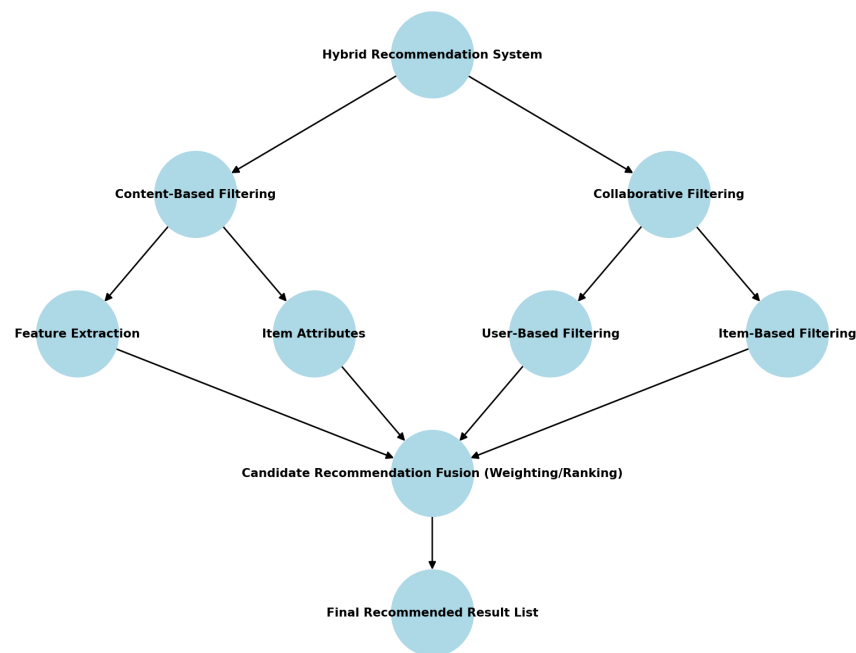 Hybrid Recommendation System
Content-Based Filtering
Collaborative Filtering
Feature Extraction
Item Attributes
User-Based Filtering
Item-Based Filtering
Candidate Recommendation Fusion (Weighting/Ranking)
Final Recommended Result List